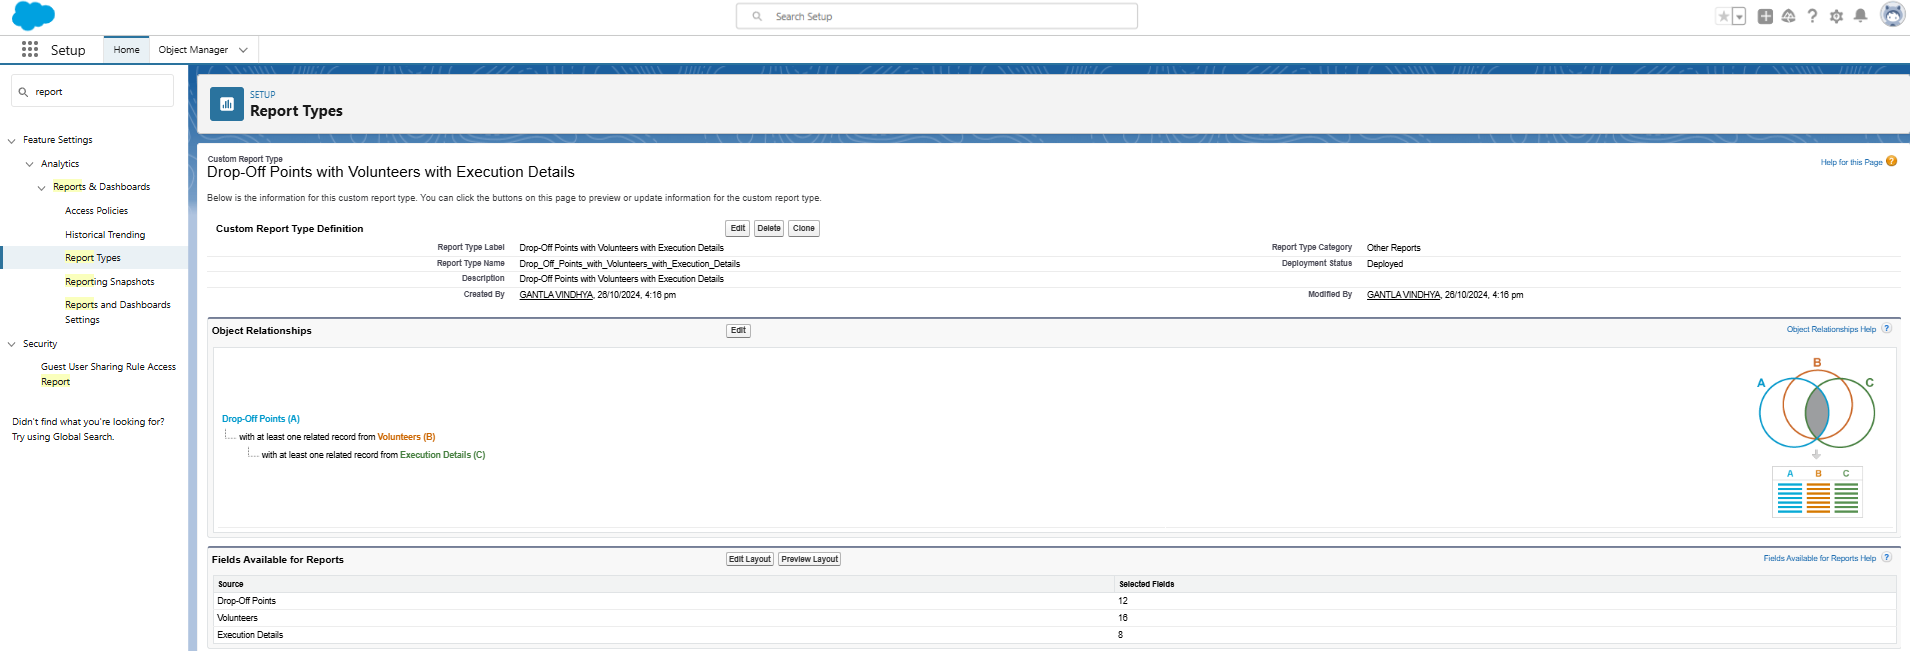 Search Setup
Setup
Home
Object Manager
report
Feature Settings
Analytics
Reports & Dashboards
Access Policies
Historical Trending
Report Types
Reporting Snapshots
Reports and Dashboards
Settings
Security
Guest User Sharing Rule Access
Report
Didn't find what you're looking for?
Try using Global Search.
SETUP
Report Types
Custom Report Type
Drop-Off Points with Volunteers with Execution Details
Help for this Page
Below is the information for this custom report type. You can click the buttons on this page to preview or update information for the custom report type.
Custom Report Type Definition Edit Delete Clone
Report Type Label Drop-Off Points with Volunteers with Execution Details Report Type Category Other Reports
Report Type Name Drop_Off_Points_with_Volunteers_with_Execution_Details Deployment Status Deployed
Description Drop-Off Points with Volunteers with Execution Details
Created By GANTLA VINDHYA, 26/10/2024, 4:16 pm Modified By GANTLA VINDHYA, 26/10/2024, 4:16 pm
Object Relationships Edit Object Relationships Help ?
Drop-Off Points (A)
with at least one related record from Volunteers (B)
with at least one related record from Execution Details (C)
B
A C
A B C
Fields Available for Reports Edit Layout Preview Layout Fields Available for Reports Help ?
Source Selected Fields
Drop-Off Points 12
Volunteers 16
Execution Details 8